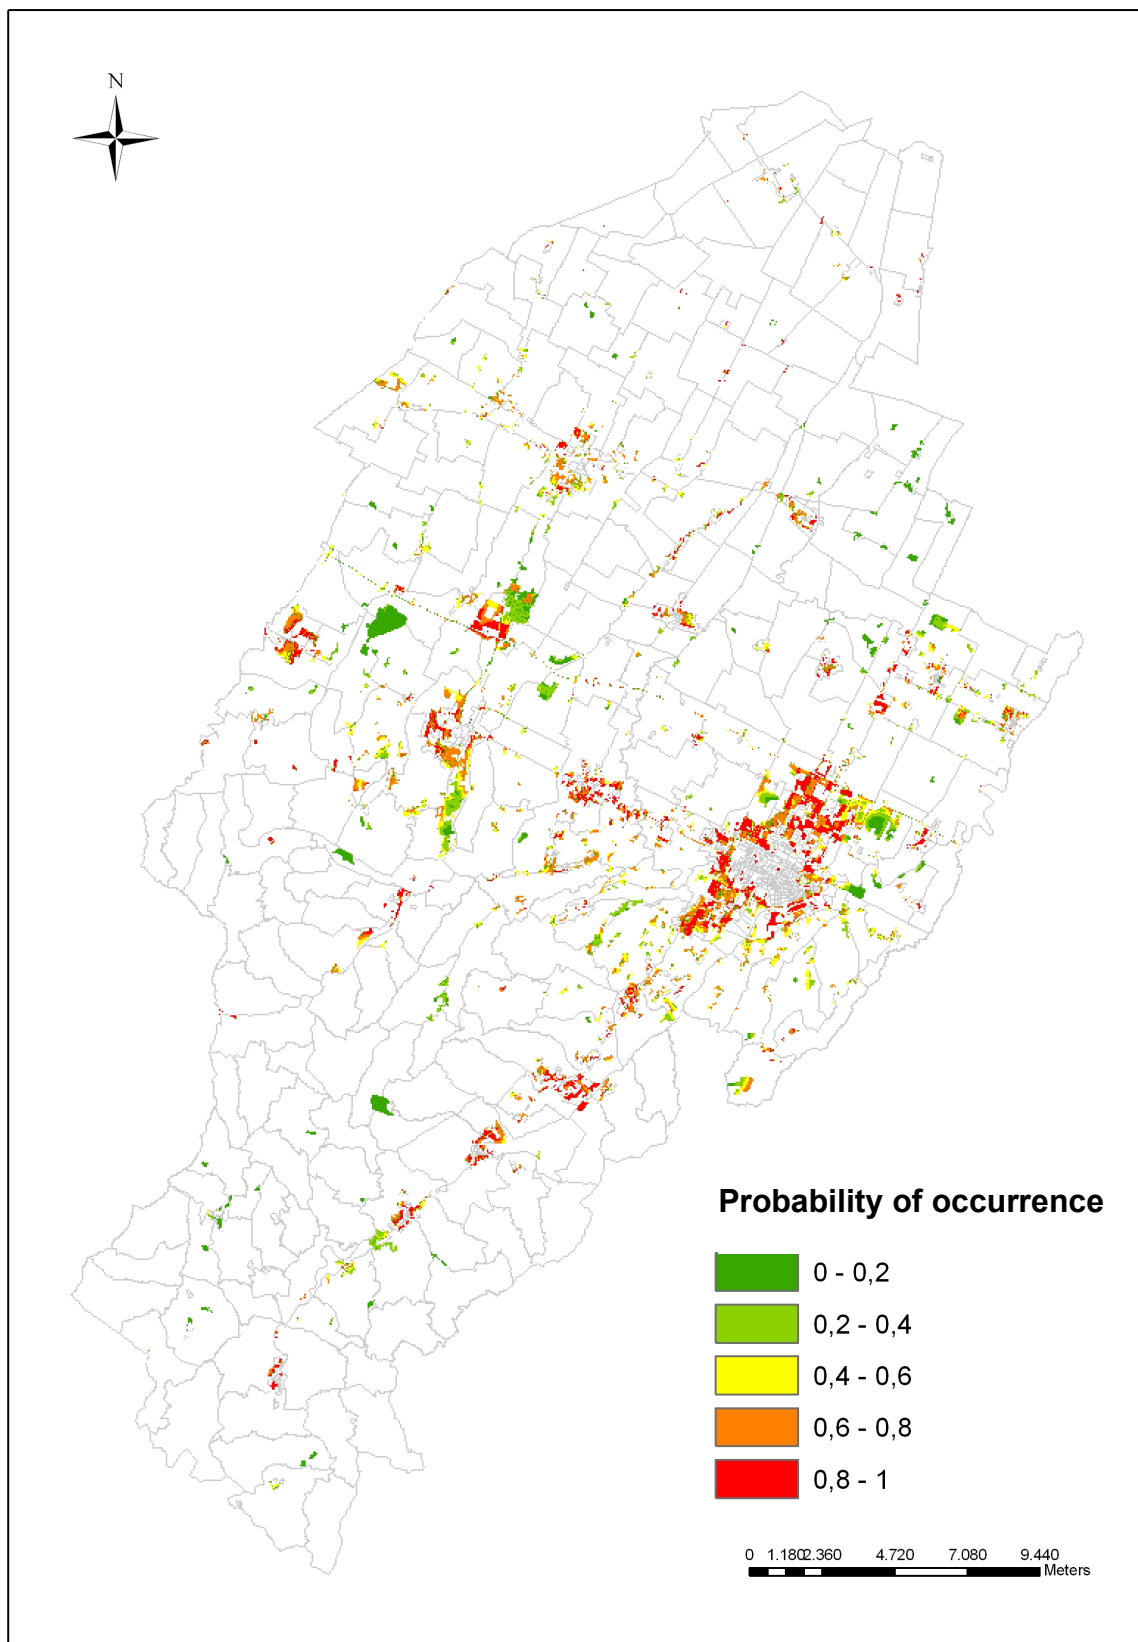 N
Probability of occurrence
0 - 0,2
0,2 - 0,4
0,4 - 0,6
0,6 - 0,8
0,8 - 1
0 1.180 2.360 4.720 7.080 9.440
Meters